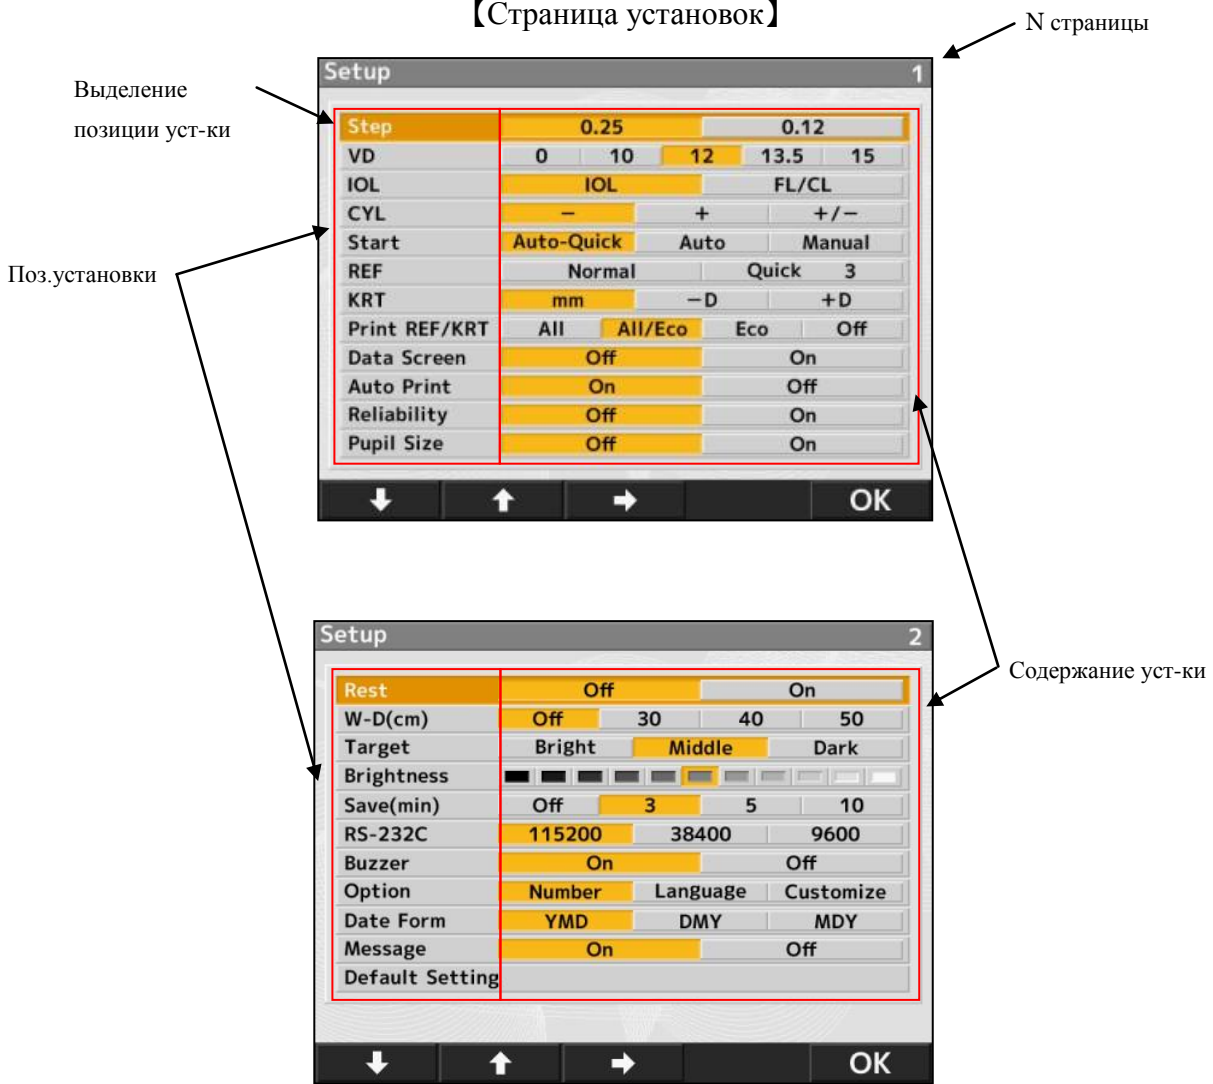 【Страница установок】
N страницы
Выделение
позиции уст-ки
Поз.установки
Содержание уст-ки
Setup 1
Step 0.25 0.12
VD 0 10 12 13.5 15
IOL IOL FL/CL
CYL − + +/−
Start Auto-Quick Auto Manual
REF Normal Quick 3
KRT mm −D +D
Print REF/KRT All All/Eco Eco Off
Data Screen Off On
Auto Print On Off
Reliability Off On
Pupil Size Off On
OK
Setup 2
Rest Off On
W-D(cm) Off 30 40 50
Target Bright Middle Dark
Brightness
Save(min) Off 3 5 10
RS-232C 115200 38400 9600
Buzzer On Off
Option Number Language Customize
Date Form YMD DMY MDY
Message On Off
Default Setting
OK